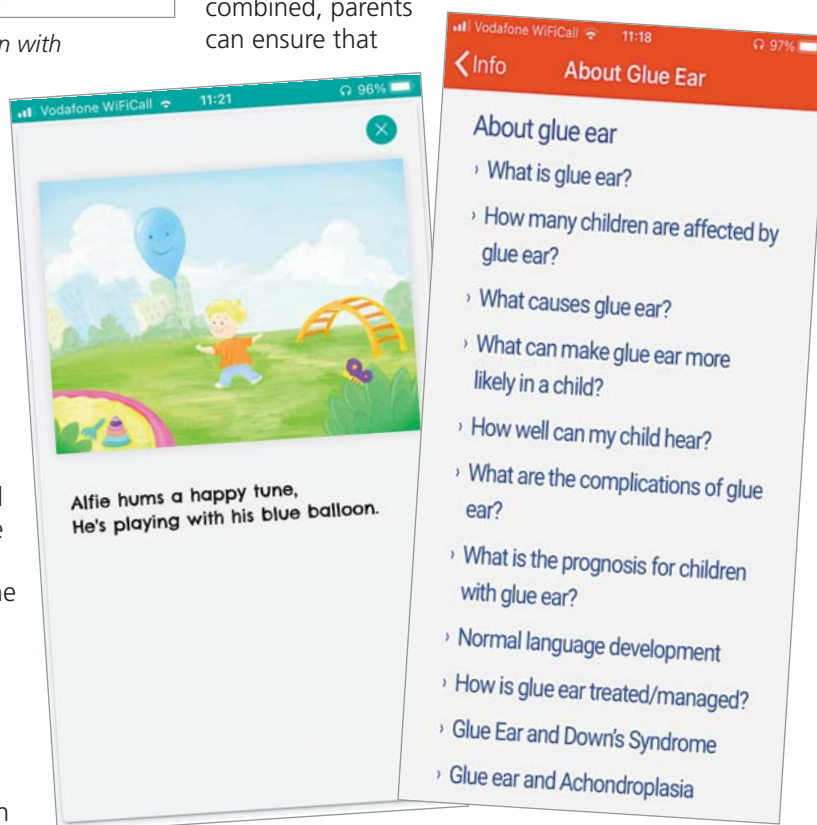 combined, parents
can ensure that
n with
e
ne
n
Vodafone WiFiCall 11:21 96%
Alfie hums a happy tune,
He's playing with his blue balloon.
Vodafone WiFiCall 11:18 97%
Info About Glue Ear
About glue ear
› What is glue ear?
› How many children are affected by
glue ear?
› What causes glue ear?
› What can make glue ear more
likely in a child?
› How well can my child hear?
› What are the complications of glue
ear?
› What is the prognosis for children
with glue ear?
› Normal language development
› How is glue ear treated/managed?
› Glue Ear and Down's Syndrome
› Glue ear and Achondroplasia